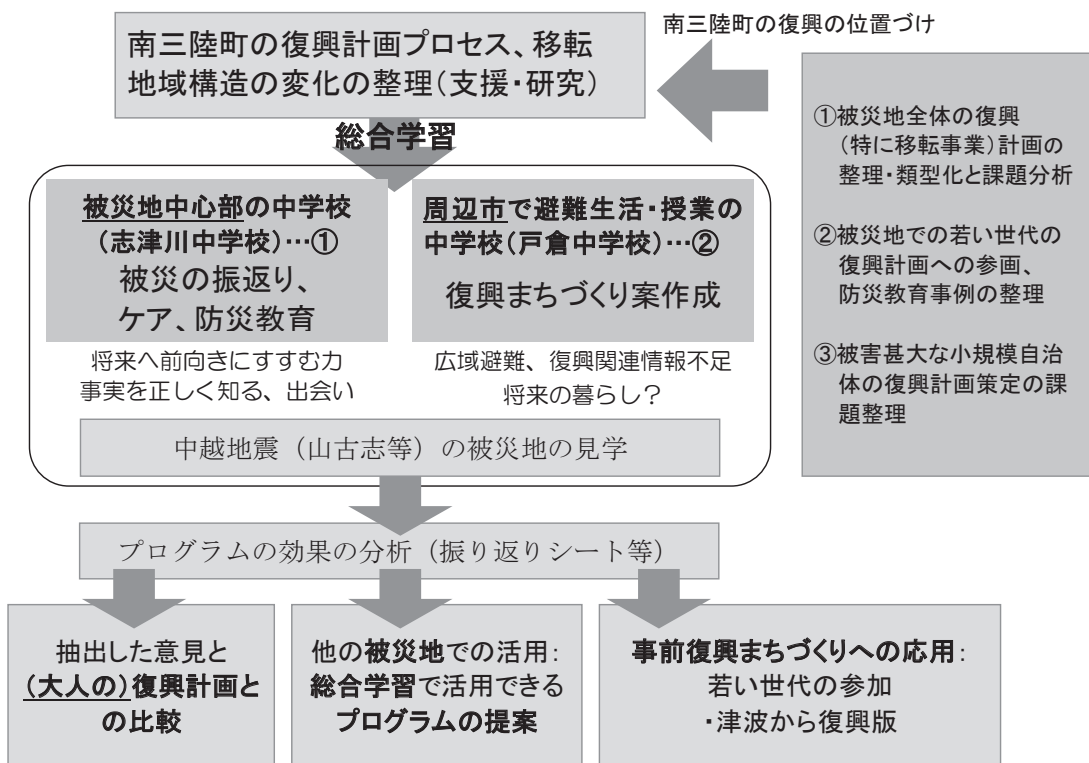 南三陸町の復興の位置づけ
南三陸町の復興計画プロセス、移転
地域構造の変化の整理(支援・研究)
①被災地全体の復興
(特に移転事業)計画の
整理・類型化と課題分析
②被災地での若い世代の
復興計画への参画、
防災教育事例の整理
③被害甚大な小規模自治
体の復興計画策定の課
題整理
総合学習
被災地中心部の中学校
(志津川中学校)…①
被災の振返り、
ケア、防災教育
将来へ前向きにすすむ力
事実を正しく知る、出会い
周辺市で避難生活・授業の
中学校(戸倉中学校)…②
復興まちづくり案作成
広域避難、復興関連情報不足
将来の暮らし?
中越地震（山古志等）の被災地の見学
プログラムの効果の分析（振り返りシート等）
抽出した意見と
(大人の)復興計画と
の比較
他の被災地での活用:
総合学習で活用できる
プログラムの提案
事前復興まちづくりへの応用:
若い世代の参加
・津波から復興版